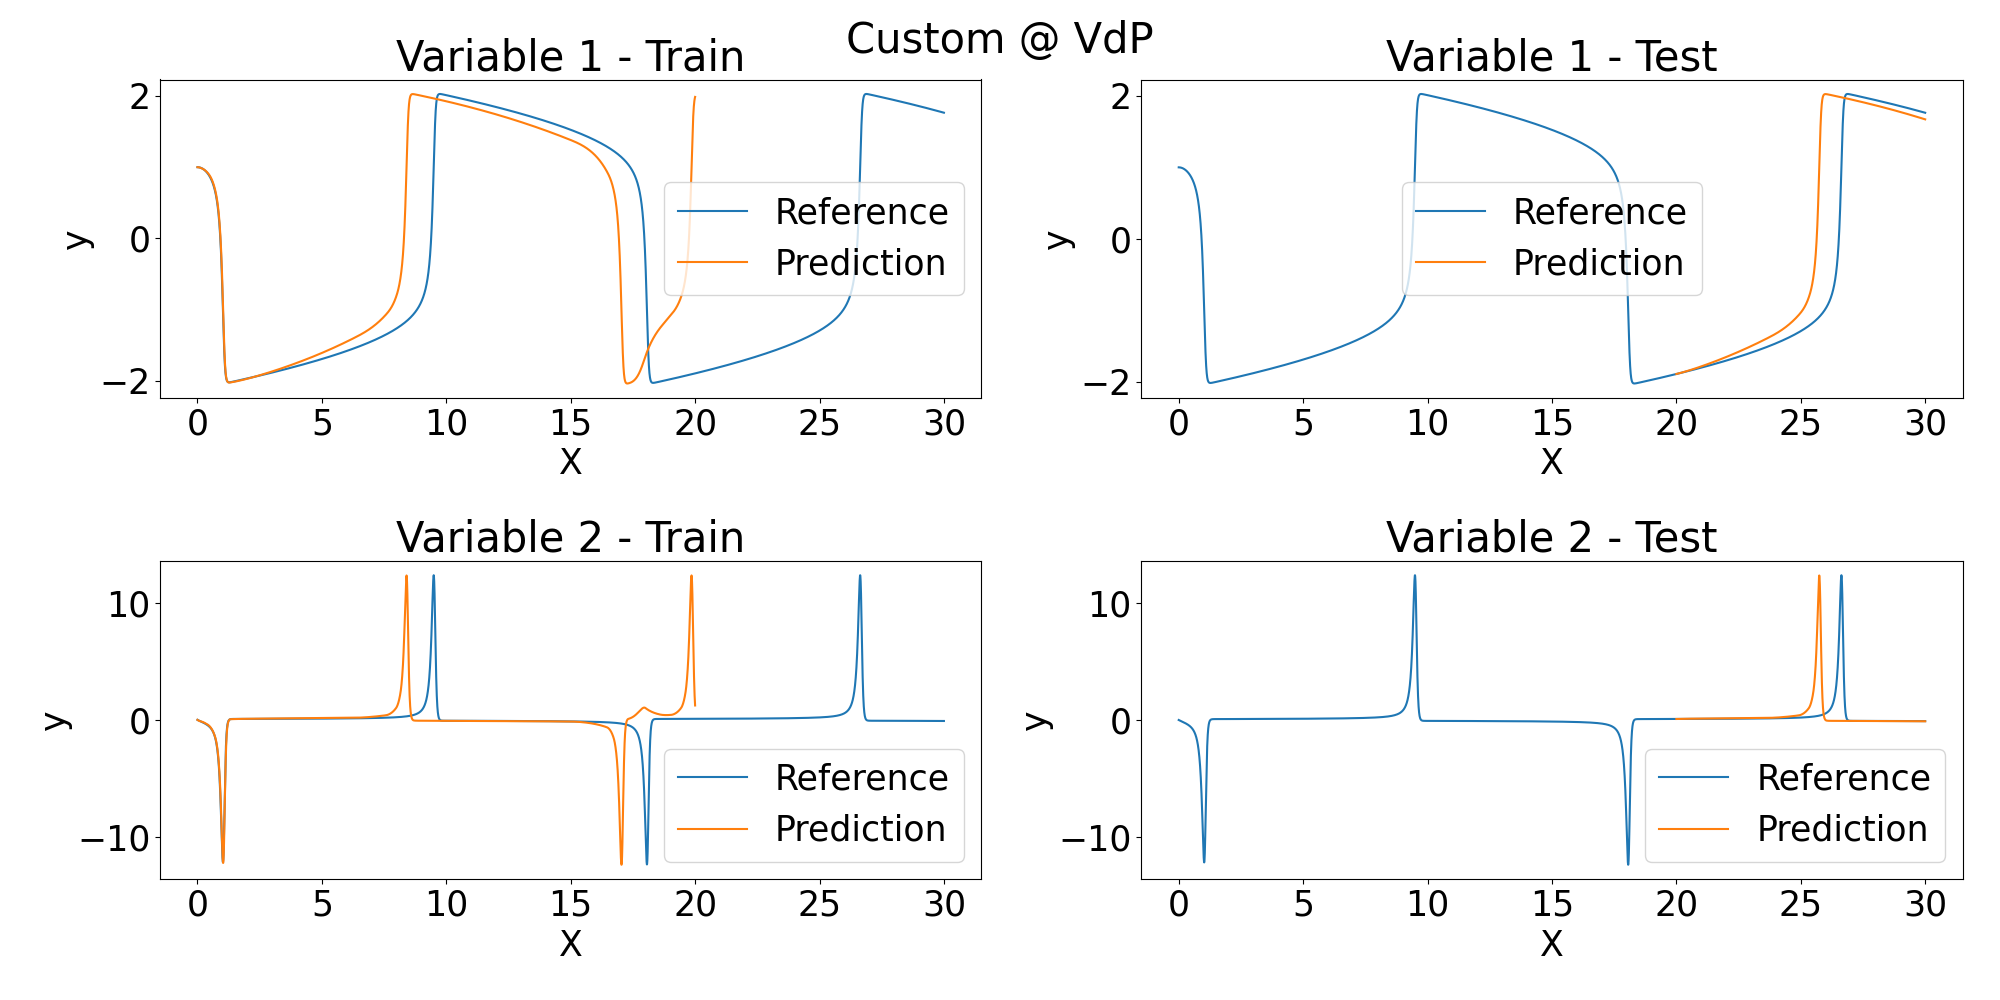 Custom @ VdP
Variable 1 - Train
2
0
−2
y
0 5 10 15 20 25 30
X
Reference
Prediction
Variable 1 - Test
2
0
−2
y
0 5 10 15 20 25 30
X
Reference
Prediction
Variable 2 - Train
10
0
−10
y
0 5 10 15 20 25 30
X
Reference
Prediction
Variable 2 - Test
10
0
−10
y
0 5 10 15 20 25 30
X
Reference
Prediction